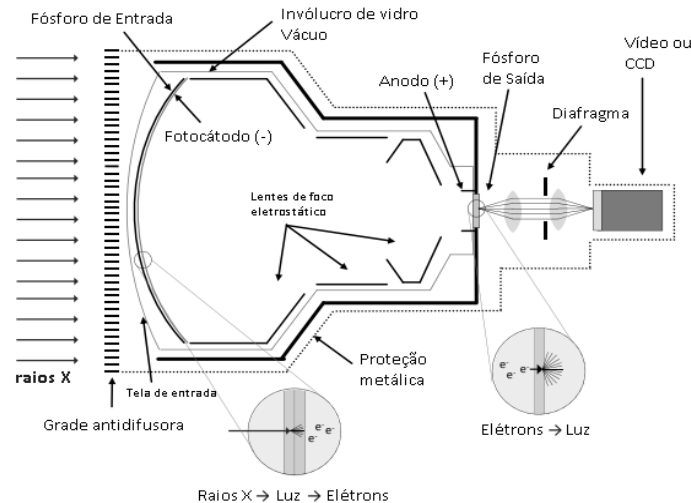 Fósforo de Entrada
Invólucro de vidro
Vácuo
Fotocátodo (-)
Anodo (+)
Fósforo
de Saída
Vídeo ou
CCD
Diafragma
Lentes de foco
eletrostático
raios X
Tela de entrada
Grade antidifusora
Proteção
metálica
e-
e-
e-
e-
e-
e-
e-
Elétrons → Luz
Raios X → Luz → Elétrons